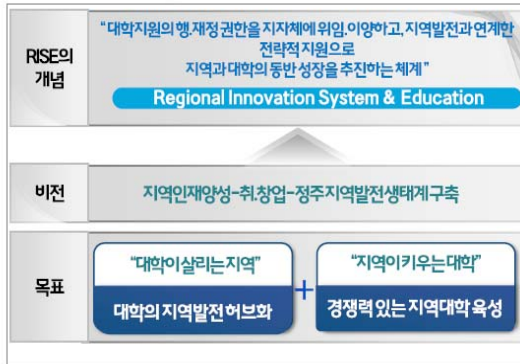 RISE의
개념
“대학지원의 행.재정 권한을 지자체에 위임.이양하고, 지역발전과 연계한
전략적 지원으로
지역과 대학의 동반 성장을 추진하는 체계”
Regional Innovation System & Education
비전
지역인재양성-취.창업-정주지역발전생태계구축
목표
“대학이 살리는 지역”
대학의 지역발전 허브화
+
“지역이 키우는 대학”
경쟁력 있는 지역대학 육성